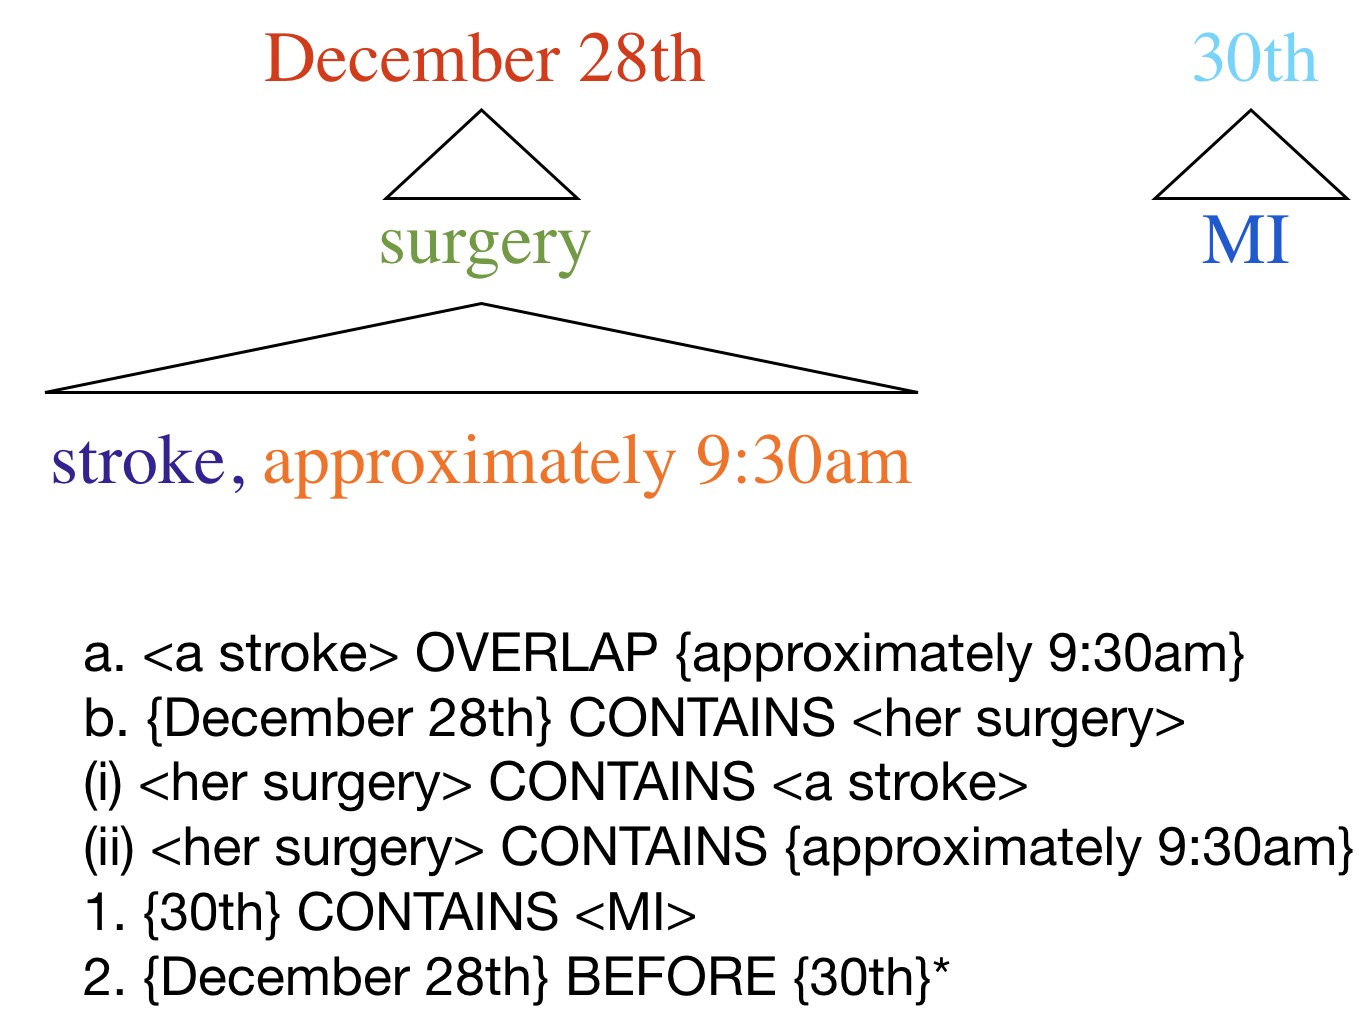 December 28th 30th
surgery MI
stroke, approximately 9:30am
a. <a stroke> OVERLAP {approximately 9:30am}
b. {December 28th} CONTAINS <her surgery>
(i) <her surgery> CONTAINS <a stroke>
(ii) <her surgery> CONTAINS {approximately 9:30am}
1. {30th} CONTAINS <MI>
2. {December 28th} BEFORE {30th}*